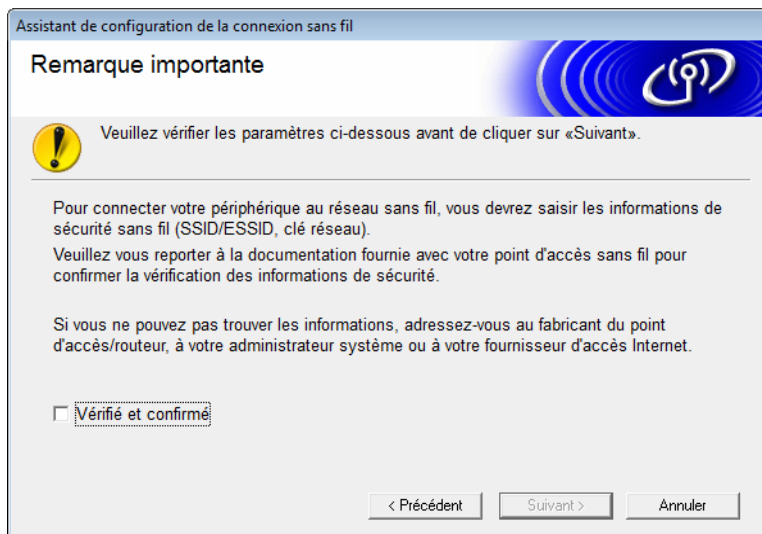 Assistant de configuration de la connexion sans fil
Remarque importante
Veuillez vérifier les paramètres ci-dessous avant de cliquer sur «Suivant».
Pour connecter votre périphérique au réseau sans fil, vous devrez saisir les informations de
sécurité sans fil (SSID/ESSID, clé réseau).
Veuillez vous reporter à la documentation fournie avec votre point d'accès sans fil pour
confirmer la vérification des informations de sécurité.
Si vous ne pouvez pas trouver les informations, adressez-vous au fabricant du point
d'accès/routeur, à votre administrateur système ou à votre fournisseur d'accès Internet.
Vérifié et confirmé
< Précédent
Suivant >
Annuler